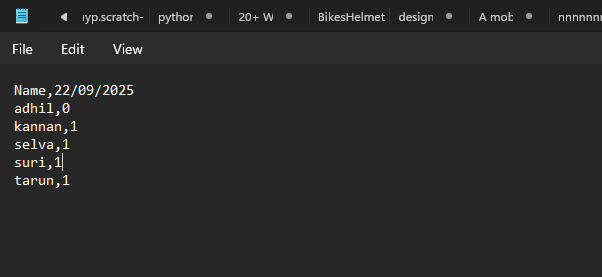 yp.scratch- python 20+ W BikesHelmet design A mob nnnnnnn
File Edit View
Name,22/09/2025
adhil,0
kannan,1
selva,1
suri,1
tarun,1